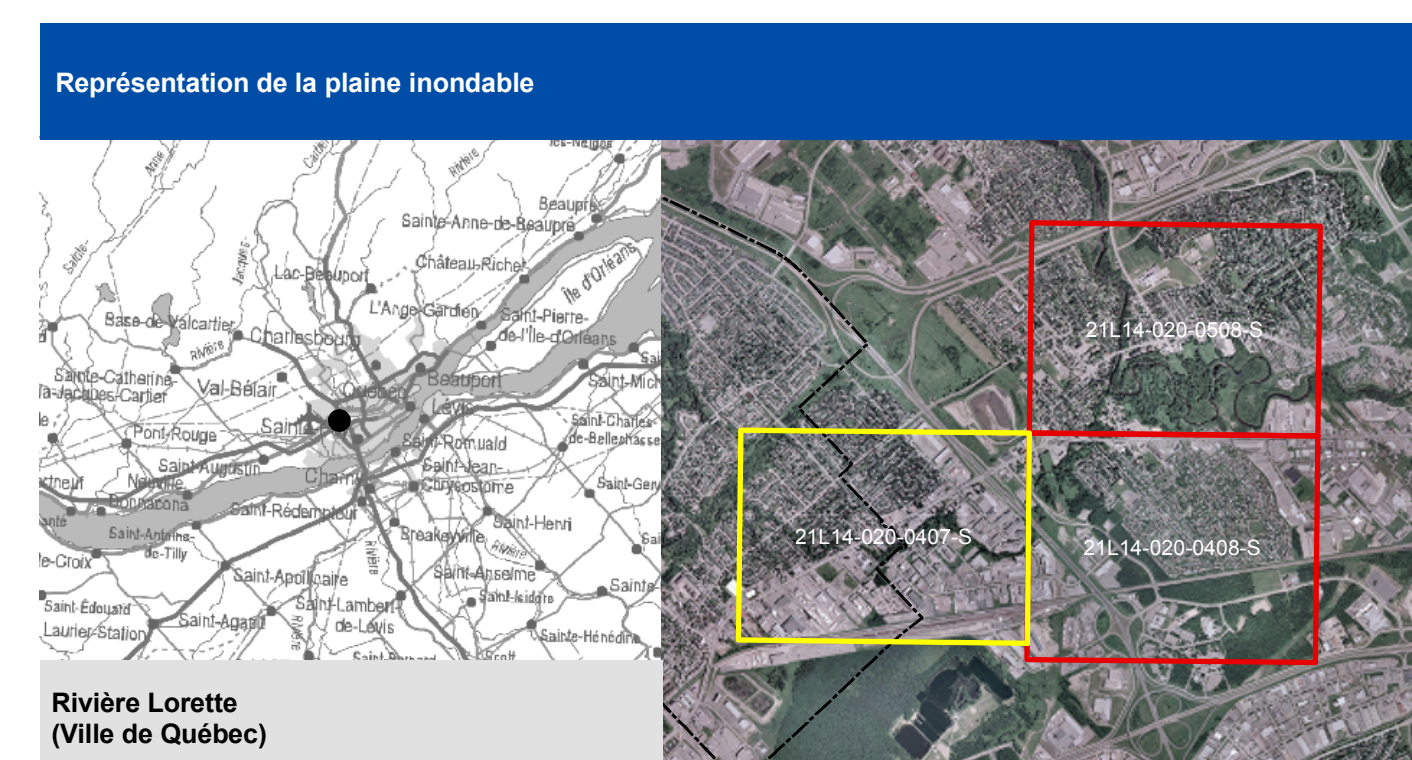 Représentation de la plaine inondable
Beaupré
Sainte-Anne-de-Beaupré
Château-Richer
Île d'Orléans
Lac-Beauport
L'Ange-Gardien
Saint-Pierre-
de-l'Île-d'Orléans
Base-de-Valcartier
Charlesbourg
Rivière
Sainte-Catherine-
Val-Bélair
Québec
Beauport
Lévis
Pont-Rouge
Saint-Charles-
de-Bellechasse
Saint-Romuald
Saint-Augustin
Saint-Jean-
Chrysostome
Neuville
Charny
Donnacona
Saint-Rédempteur
Saint-Henri
Saint-Antoine-
de-Tilly
Breakeyville
Rivière
Saint-Apollinaire
Saint-Anselme
Saint-Édouard
Saint-Agapit
Saint-Lambert-
de-Lévis
Saint-Isidore
Laurier-Station
Sainte-Hénédine
21L14-020-0508-S
21L14-020-0407-S
21L14-020-0408-S
Rivière Lorette
(Ville de Québec)